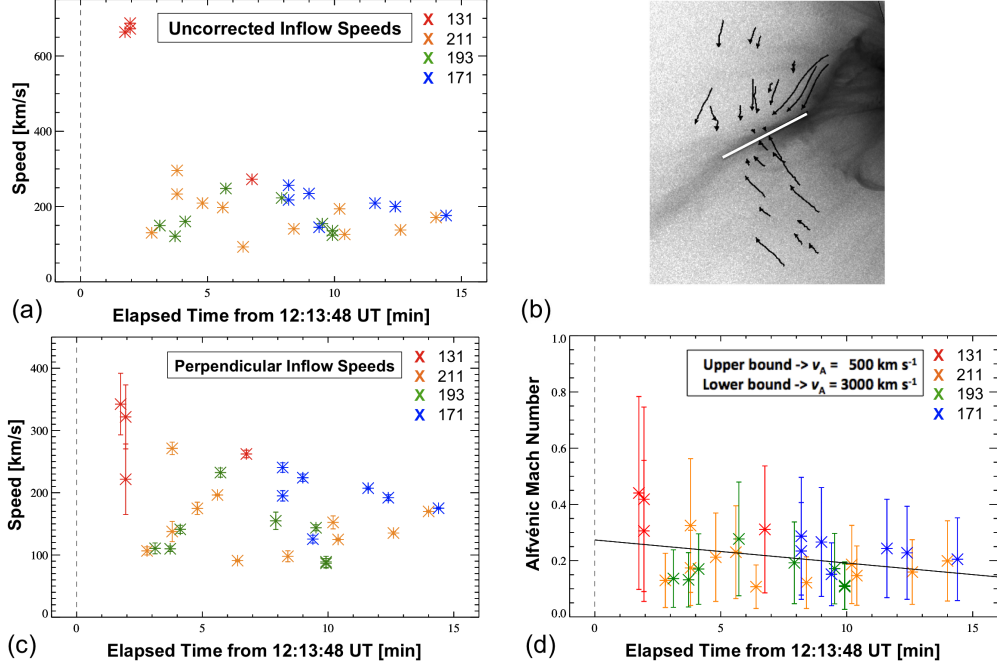 Uncorrected Inflow Speeds
X 131
X 211
X 193
X 171
Speed [km/s]
600
400
200
0
0 5 10 15
Elapsed Time from 12:13:48 UT [min]
(a)
(b)
Perpendicular Inflow Speeds
X 131
X 211
X 193
X 171
Speed [km/s]
400
300
200
100
0
0 5 10 15
Elapsed Time from 12:13:48 UT [min]
(c)
Upper bound -> vA = 500 km s-1
Lower bound -> vA = 3000 km s-1
X 131
X 211
X 193
X 171
Alfvénic Mach Number
1.0
0.8
0.6
0.4
0.2
0.0
0 5 10 15
Elapsed Time from 12:13:48 UT [min]
(d)